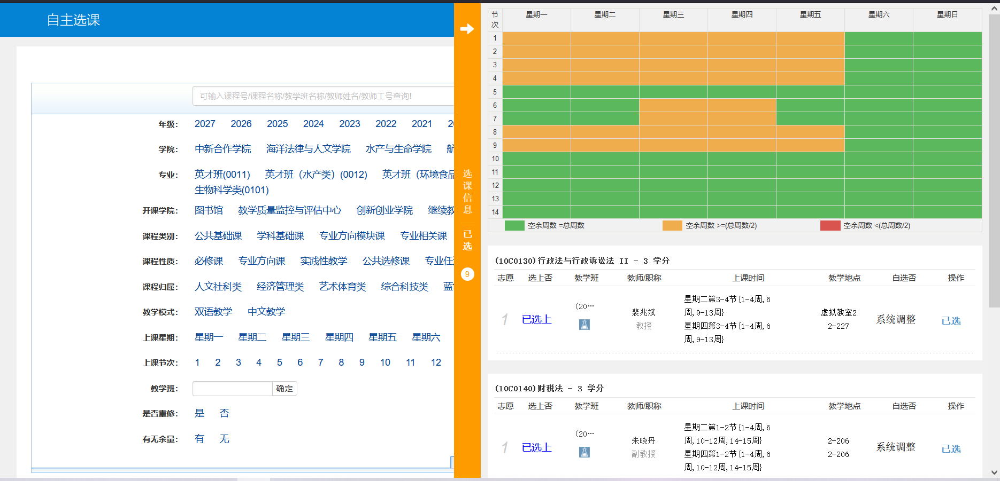 自主选课
可输入课程号/课程名称/教学班名称/教师姓名/教师工号查询!
年级: 2027 2026 2025 2024 2023 2022 2021
学院: 中新合作学院 海洋法律与人文学院 水产与生命学院 航
专业: 英才班(0011) 英才班（水产类）(0012) 英才班（环境食品
生物科学类(0101)
开课学院: 图书馆 教学质量监控与评估中心 创新创业学院 继续教
课程类别: 公共基础课 学科基础课 专业方向模块课 专业相关课
课程性质: 必修课 专业方向课 实践性教学 公共选修课 专业任
课程归属: 人文社科类 经济管理类 艺术体育类 综合科技类 蓝
教学模式: 双语教学 中文教学
上课星期: 星期一 星期二 星期三 星期四 星期五 星期六
上课节次: 1 2 3 4 5 6 7 8 9 10 11 12
教学班: 确定
是否重修: 是 否
有无余量: 有 无
选课信息
已选
9
节次 星期一 星期二 星期三 星期四 星期五 星期六 星期日
1
2
3
4
5
6
7
8
9
10
11
12
13
14
空余周数 =总周数 空余周数 >=(总周数/2) 空余周数 <(总周数/2)
(10C0130)行政法与行政诉讼法 II - 3 学分
志愿 选上否 教学班 教师/职称 上课时间 教学地点 自选否 操作
1 已选上 (20… 裴兆斌 教授
星期二第3-4节{1-4周,6
周,9-13周}
星期四第3-4节{1-4周,6
周,9-13周}
虚拟教室2
2-227
系统调整 已选
(10C0140)财税法 - 3 学分
志愿 选上否 教学班 教师/职称 上课时间 教学地点 自选否 操作
1 已选上 (20… 朱晓丹 副教授
星期二第1-2节{1-4周,6
周,10-12周,14-15周}
星期四第1-2节{1-4周,6
周,10-12周,14-15周}
2-206
2-206
系统调整 已选